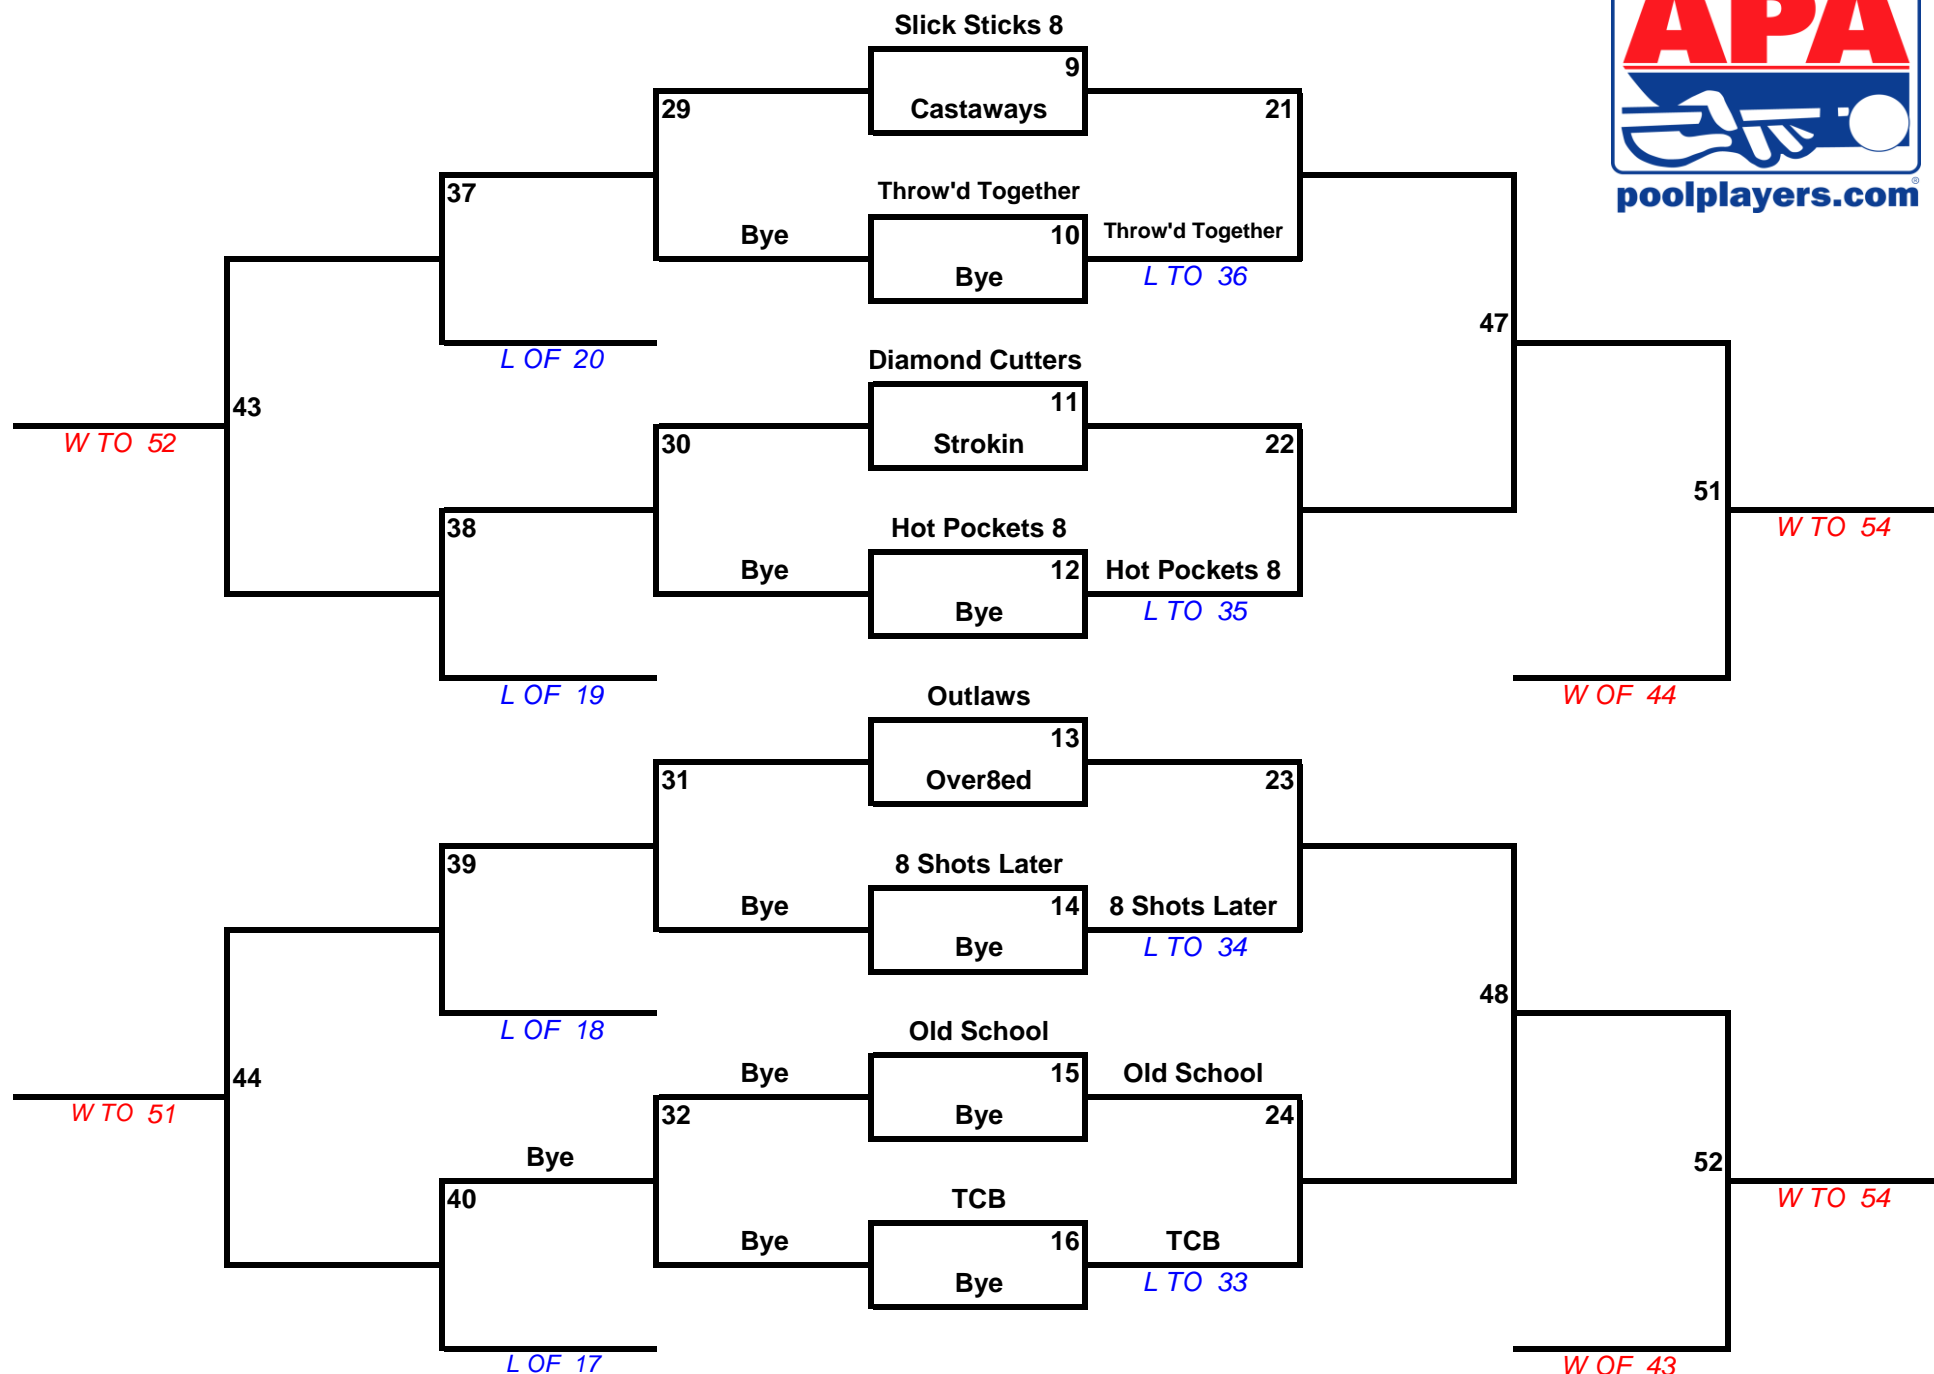 APA
poolplayers.com
®
Slick Sticks 8
9
Castaways
29
21
37
Throw'd Together
Bye
10
Throw'd Together
Bye
L TO 36
47
L OF 20
Diamond Cutters
43
11
W TO 52
30
Strokin
22
51
38
Hot Pockets 8
W TO 54
Bye
12
Hot Pockets 8
Bye
L TO 35
L OF 19
Outlaws
W OF 44
13
31
Over8ed
23
39
8 Shots Later
Bye
14
8 Shots Later
Bye
L TO 34
48
L OF 18
Old School
44
Bye
15
Old School
W TO 51
32
Bye
24
Bye
52
40
TCB
W TO 54
Bye
16
TCB
Bye
L TO 33
L OF 17
W OF 43